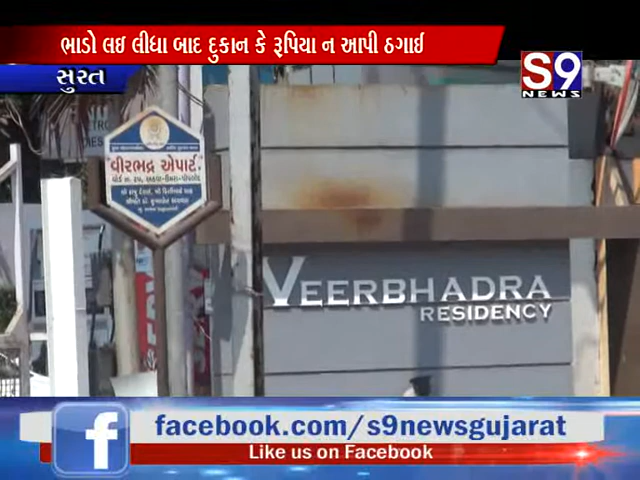 ભાડો લઇ લીધા બાદ દુકાન કે રૂપિયા ન આપી ઠગાઈ
સુરત
S9
NEWS
"વીરભદ્ર એપાર્ટ."
VEERBHADRA
RESIDENCY
facebook.com/s9newsgujarat
Like us on Facebook